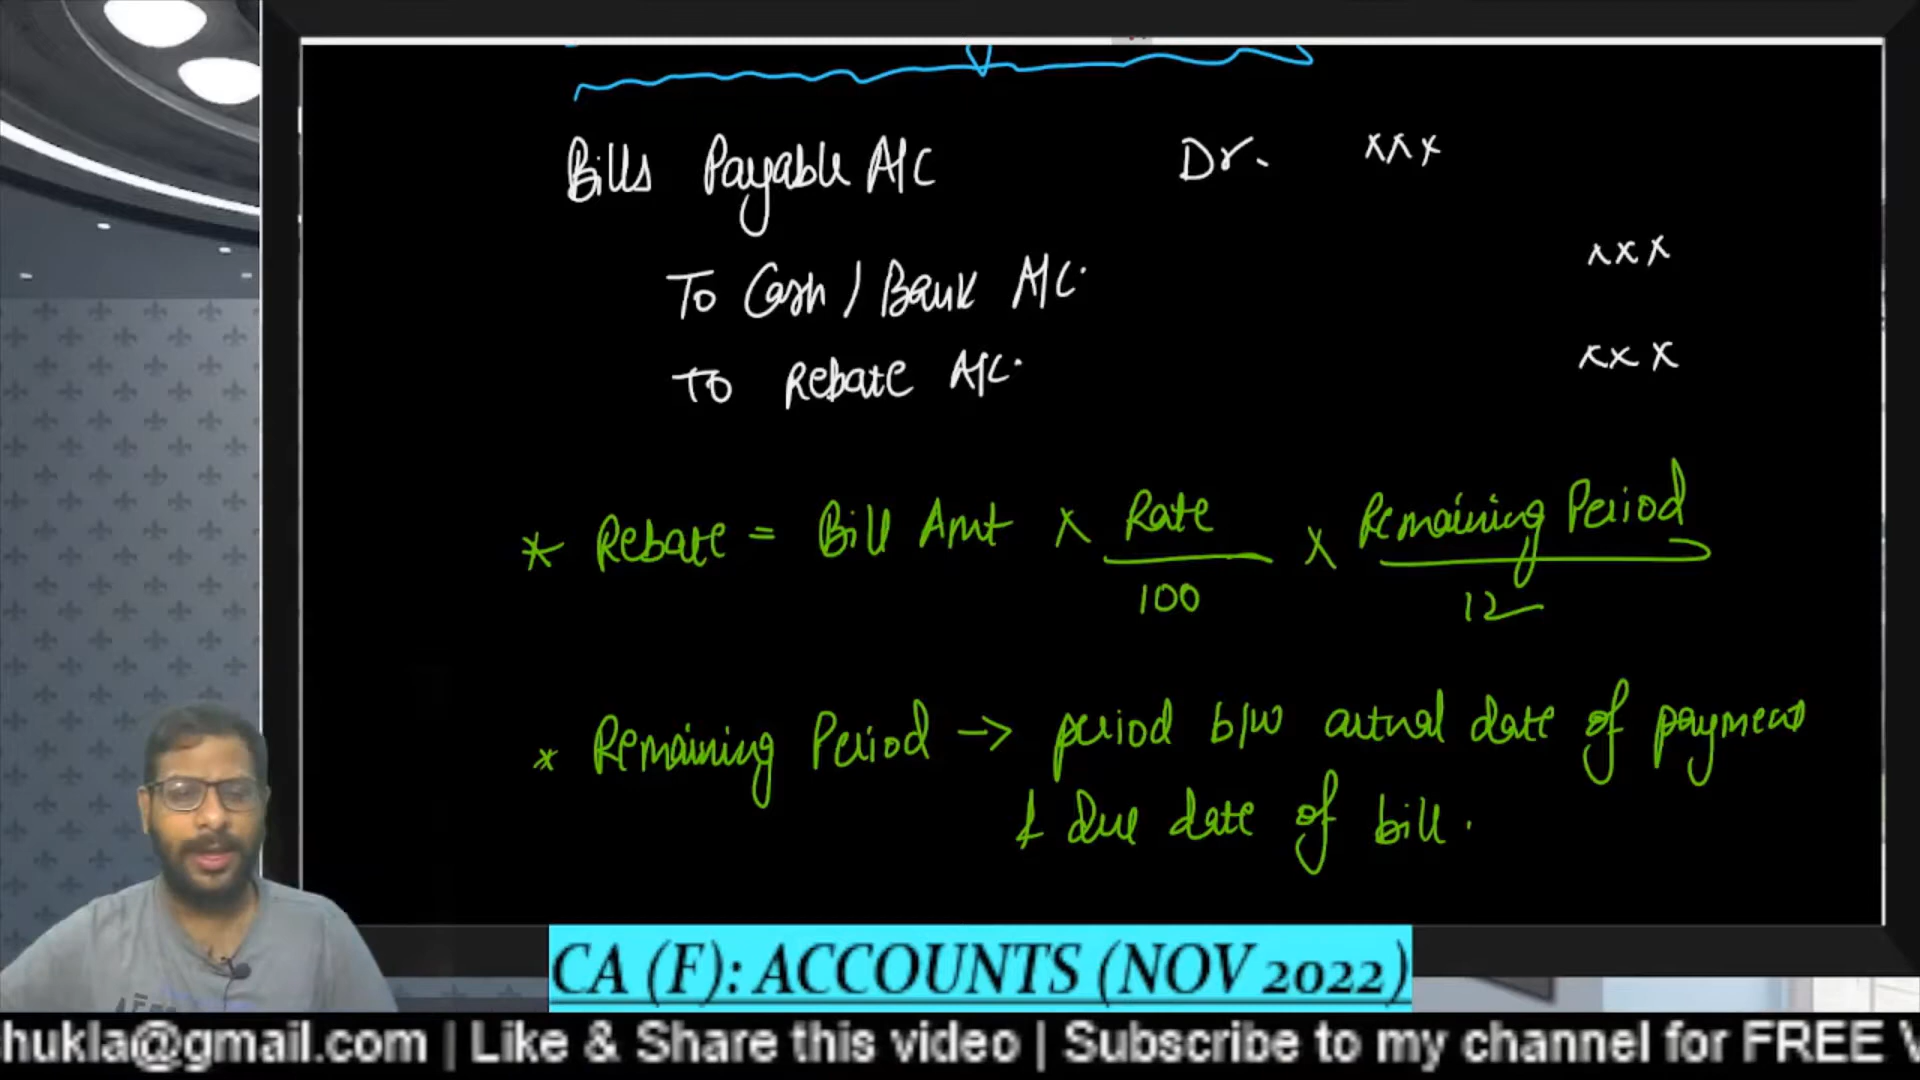 Bills Payable A/C Dr. xxx
To Cash / Bank A/C. xxx
To Rebate A/C. xxx
* Rebate = Bill Amt x Rate / 100 x Remaining Period / 12
* Remaining Period -> period b/w actual date of payment
& due date of bill.
CA (F): ACCOUNTS (NOV 2022)
hukla@gmail.com | Like & Share this video | Subscribe to my channel for FREE V